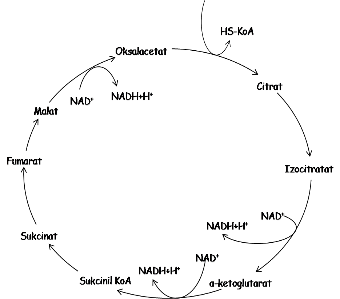 HS-KoA
Oksalacetat
Citrat
NAD⁺
NADH+H⁺
Malat
Fumarat
Izocitratat
NAD⁺
NADH+H⁺
Sukcinat
NAD⁺
NADH+H⁺
Sukcinil KoA
α-ketoglutarat